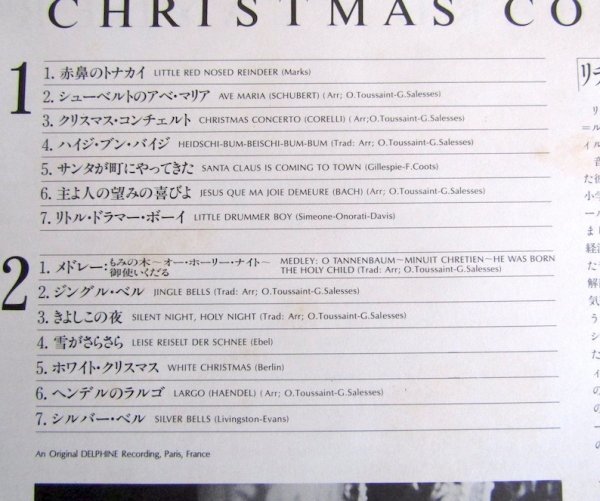 CHRISTMAS CO
1
1. 赤鼻のトナカイ LITTLE RED NOSED REINDEER (Marks)
2. シューベルトのアベ・マリア AVE MARIA (SCHUBERT) (Arr; O.Toussaint-G.Salesses)
3. クリスマス・コンチェルト CHRISTMAS CONCERTO (CORELLI) (Arr; O.Toussaint-G.Salesses)
4. ハイジ・ブン・バイジ HEIDSCHI-BUM-BEISCHI-BUM-BUM (Trad: Arr; O.Toussaint-G.Salesses)
5. サンタが町にやってきた SANTA CLAUS IS COMING TO TOWN (Gillespie-F.Coots)
6. 主よ人の望みの喜びよ JESUS QUE MA JOIE DEMEURE (BACH) (Arr; O.Toussaint-G.Salesses)
7. リトル・ドラマー・ボーイ LITTLE DRUMMER BOY (Simeone-Onorati-Davis)
2
1. メドレー: もみの木～オー・ホーリー・ナイト～ MEDLEY: O TANNENBAUM~MINUIT CHRETIEN~HE WAS BORN
御使いくだる THE HOLY CHILD (Trad: Arr; O.Toussaint-G.Salesses)
2. ジングル・ベル JINGLE BELLS (Trad: Arr; O.Toussaint-G.Salesses)
3. きよしこの夜 SILENT NIGHT, HOLY NIGHT (Trad: Arr; O.Toussaint-G.Salesses)
4. 雪がさらさら LEISE REISELT DER SCHNEE (Ebel)
5. ホワイト・クリスマス WHITE CHRISTMAS (Berlin)
6. ヘンデルのラルゴ LARGO (HAENDEL) (Arr; O.Toussaint-G.Salesses)
7. シルバー・ベル SILVER BELLS (Livingston-Evans)
An Original DELPHINE Recording, Paris, France